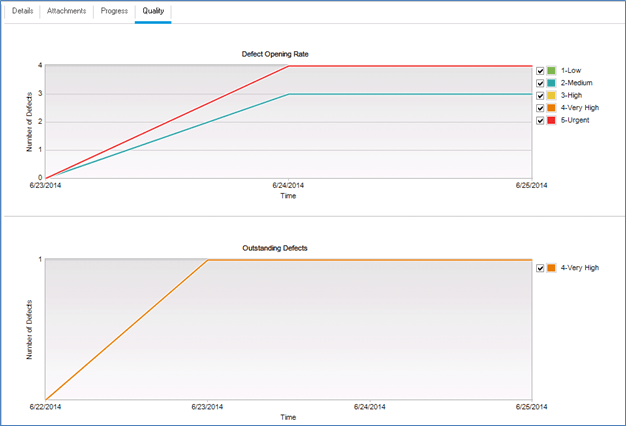 Details Attachments Progress Quality
Defect Opening Rate
4
3
2
1
0
Number of Defects
6/23/2014 6/24/2014 6/25/2014
Time
1-Low
2-Medium
3-High
4-Very High
5-Urgent
Outstanding Defects
1
Number of Defects
6/22/2014 6/23/2014 6/24/2014 6/25/2014
Time
4-Very High